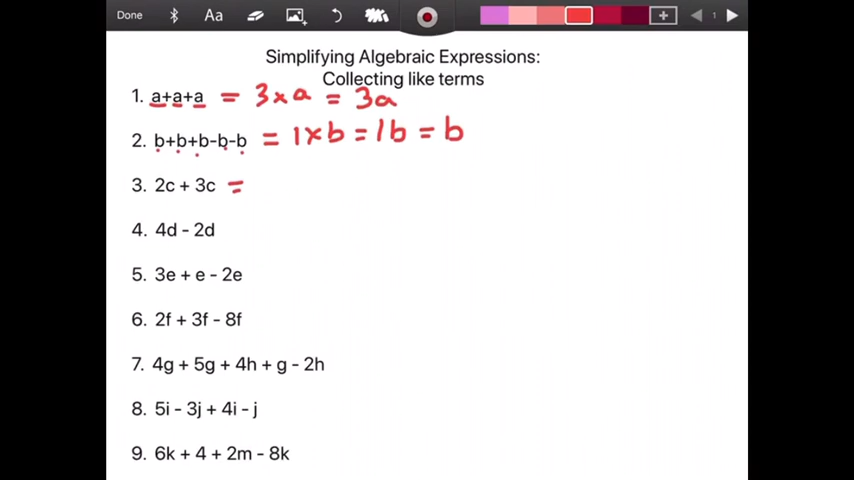 Done Aa 1
Simplifying Algebraic Expressions:
Collecting like terms
1. a+a+a = 3×a = 3a
2. b+b+b-b-b = 1×b = 1b = b
3. 2c + 3c =
4. 4d - 2d
5. 3e + e - 2e
6. 2f + 3f - 8f
7. 4g + 5g + 4h + g - 2h
8. 5i - 3j + 4i - j
9. 6k + 4 + 2m - 8k